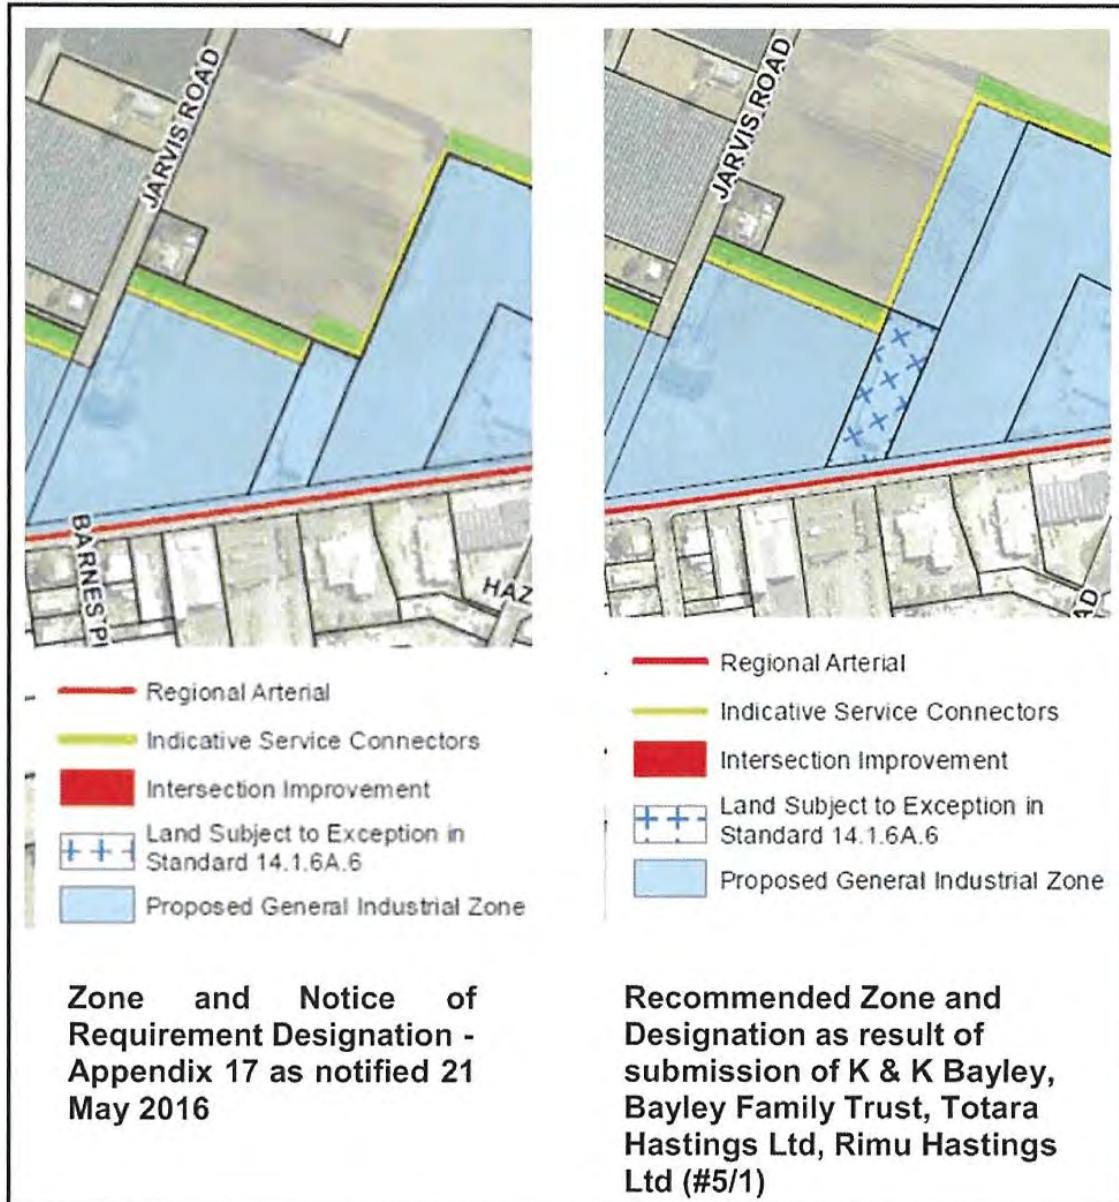 JARVIS ROAD
BARNES PL
HAZ
Regional Arterial
Indicative Service Connectors
Intersection Improvement
Land Subject to Exception in
Standard 14.1.6A.6
Proposed General Industrial Zone
Zone and Notice of
Requirement Designation -
Appendix 17 as notified 21
May 2016
JARVIS ROAD
AD
Regional Arterial
Indicative Service Connectors
Intersection Improvement
Land Subject to Exception in
Standard 14.1.6A.6
Proposed General Industrial Zone
Recommended Zone and
Designation as result of
submission of K & K Bayley,
Bayley Family Trust, Totara
Hastings Ltd, Rimu Hastings
Ltd (#5/1)